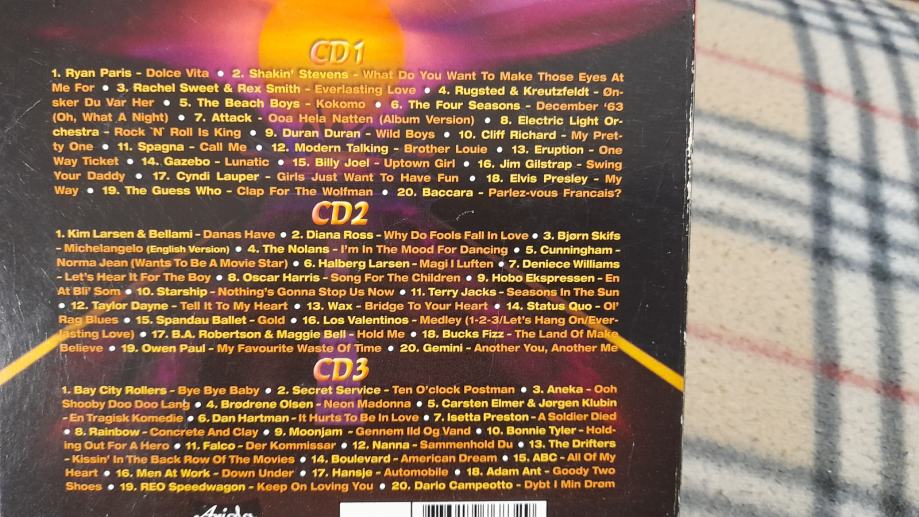 CD1
1. Ryan Paris - Dolce Vita • 2. Shakin' Stevens - What Do You Want To Make Those Eyes At
Me For • 3. Rachel Sweet & Rex Smith - Everlasting Love • 4. Rugsted & Kreutzfeldt - Øn-
sker Du Var Her • 5. The Beach Boys - Kokomo • 6. The Four Seasons - December '63
(Oh, What A Night) • 7. Attack - Ooa Hela Natten (Album Version) • 8. Electric Light Or-
chestra - Rock `N` Roll Is King • 9. Duran Duran - Wild Boys • 10. Cliff Richard - My Pret-
ty One • 11. Spagna - Call Me • 12. Modern Talking - Brother Louie • 13. Eruption - One
Way Ticket • 14. Gazebo - Lunatic • 15. Billy Joel - Uptown Girl • 16. Jim Gilstrap - Swing
Your Daddy • 17. Cyndi Lauper - Girls Just Want To Have Fun • 18. Elvis Presley - My
Way • 19. The Guess Who - Clap For The Wolfman • 20. Baccara - Parlez-vous Francais?
CD2
1. Kim Larsen & Bellami - Danas Have • 2. Diana Ross - Why Do Fools Fall In Love • 3. Bjørn Skifs
- Michelangelo (English Version) • 4. The Nolans - I'm In The Mood For Dancing • 5. Cunningham -
Norma Jean (Wants To Be A Movie Star) • 6. Halberg Larsen - Magi I Luften • 7. Deniece Williams
- Let's Hear It For The Boy • 8. Oscar Harris - Song For The Children • 9. Hobo Ekspressen - En
At Bli' Som • 10. Starship - Nothing's Gonna Stop Us Now • 11. Terry Jacks - Seasons In The Sun
• 12. Taylor Dayne - Tell It To My Heart • 13. Wax - Bridge To Your Heart • 14. Status Quo - Ol'
Rag Blues • 15. Spandau Ballet - Gold • 16. Los Valentinos - Medley (1-2-3/Let's Hang On/Ever-
lasting Love) • 17. B.A. Robertson & Maggie Bell - Hold Me • 18. Bucks Fizz - The Land Of Make
Believe • 19. Owen Paul - My Favourite Waste Of Time • 20. Gemini - Another You, Another Me
CD3
1. Bay City Rollers - Bye Bye Baby • 2. Secret Service - Ten O'clock Postman • 3. Aneka - Ooh
Shooby Doo Doo Lang • 4. Brødrene Olsen - Neon Madonna • 5. Carsten Elmer & Jørgen Klubin
- En Tragisk Komedie • 6. Dan Hartman - It Hurts To Be In Love • 7. Isetta Preston - A Soldier Died
• 8. Rainbow - Concrete And Clay • 9. Moonjam - Gennem Ild Og Vand • 10. Bonnie Tyler - Hold-
ing Out For A Hero • 11. Falco - Der Kommissar • 12. Nanna - Sammenhold Du • 13. The Drifters
- Kissin' In The Back Row Of The Movies • 14. Boulevard - American Dream • 15. ABC - All Of My
Heart • 16. Men At Work - Down Under • 17. Hansje - Automobile • 18. Adam Ant - Goody Two
Shoes • 19. REO Speedwagon - Keep On Loving You • 20. Dario Campeotto - Dybt I Min Drøm
Ariola